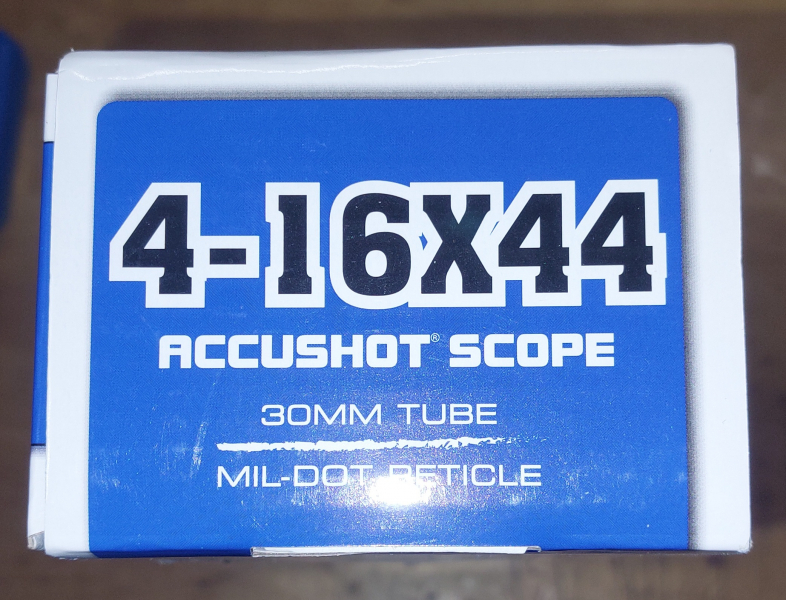 4-16X44
ACCUSHOT® SCOPE
30MM TUBE
MIL-DOT RETICLE